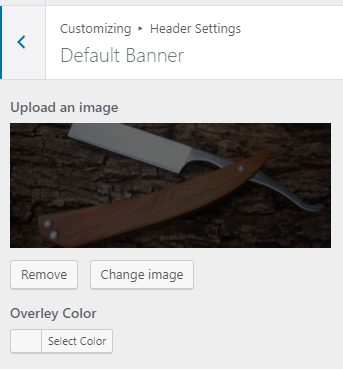 Customizing ▸ Header Settings
Default Banner
Upload an image
Remove
Change image
Overley Color
Select Color